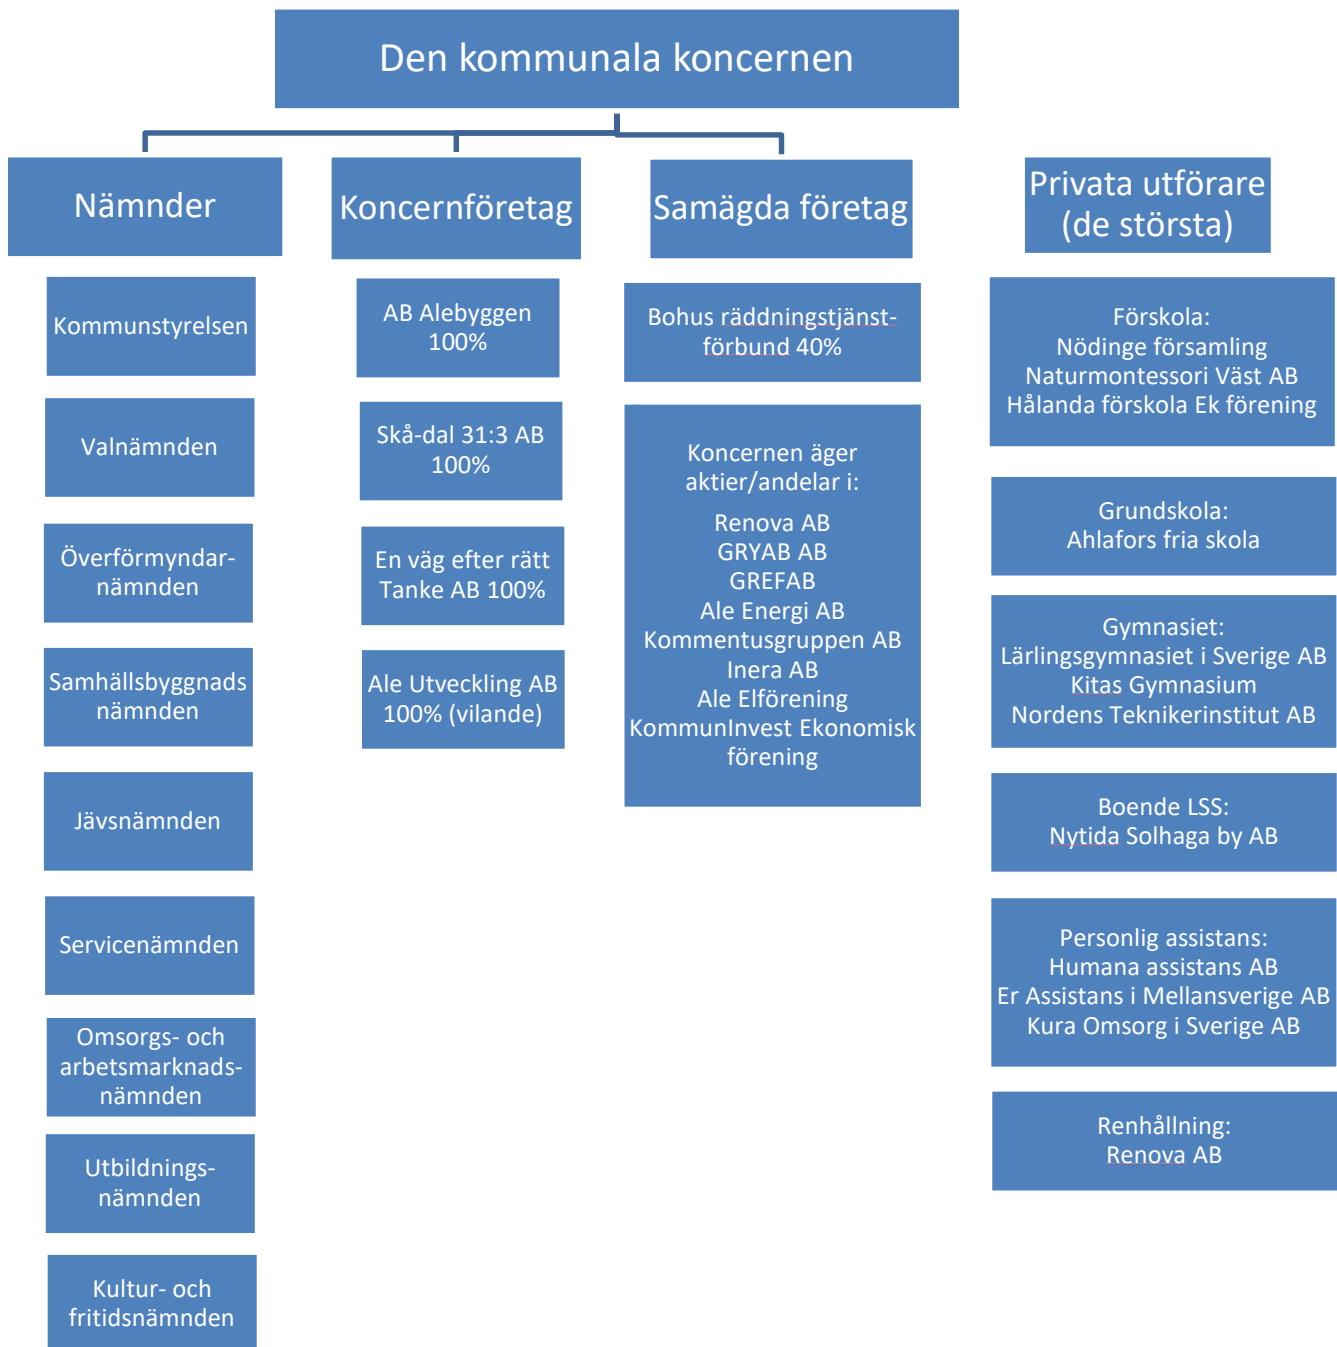 Den kommunala koncernen
Nämnder
Kommunstyrelsen
Valnämnden
Överförmyndar-
nämnden
Samhällsbyggnads
nämnden
Jävsnämnden
Servicenämnden
Omsorgs- och
arbetsmarknads-
nämnden
Utbildnings-
nämnden
Kultur- och
fritidsnämnden
Koncernföretag
AB Alebyggen
100%
Skå-dal 31:3 AB
100%
En väg efter rätt
Tanke AB 100%
Ale Utveckling AB
100% (vilande)
Samägda företag
Bohus räddningstjänst-
förbund 40%
Koncernen äger
aktier/andelar i:
Renova AB
GRYAB AB
GREFAB
Ale Energi AB
Kommentusgruppen AB
Inera AB
Ale Elförening
KommunInvest Ekonomisk
förening
Privata utförare
(de största)
Förskola:
Nödinge församling
Naturmontessori Väst AB
Hålanda förskola Ek förening
Grundskola:
Ahlafors fria skola
Gymnasiet:
Lärlingsgymnasiet i Sverige AB
Kitas Gymnasium
Nordens Teknikerinstitut AB
Boende LSS:
Nytida Solhaga by AB
Personlig assistans:
Humana assistans AB
Er Assistans i Mellansverige AB
Kura Omsorg i Sverige AB
Renhållning:
Renova AB